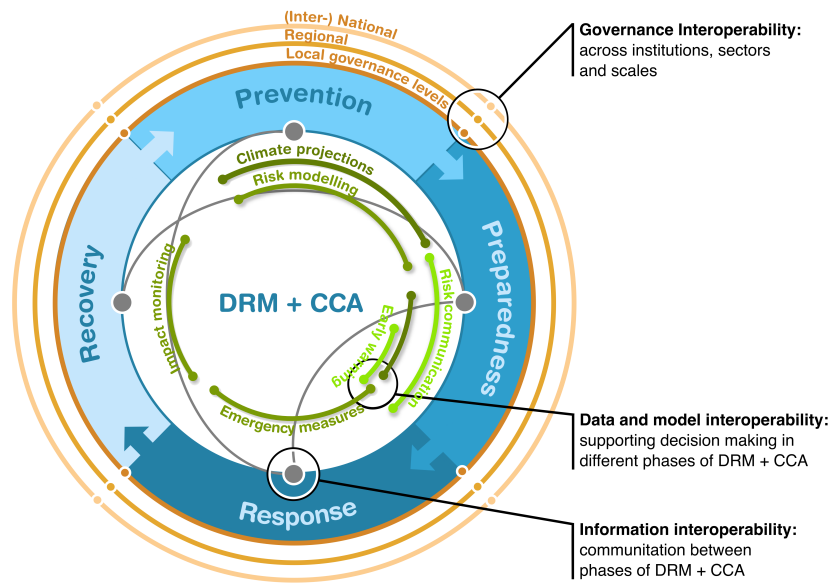 (Inter-) National
Regional
Local governance levels
Governance Interoperability:
across institutions, sectors
and scales
Prevention
Climate projections
Risk modelling
Preparedness
Recovery
Impact monitoring
DRM + CCA
Early warning
Risk communication
Emergency measures
Response
Data and model interoperability:
supporting decision making in
different phases of DRM + CCA
Information interoperability:
communitation between
phases of DRM + CCA